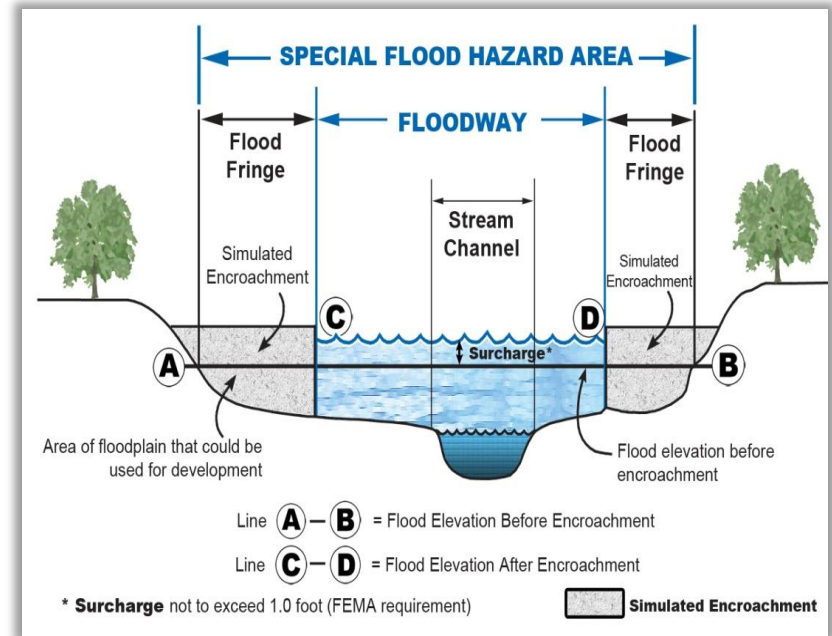 SPECIAL FLOOD HAZARD AREA
FLOODWAY
Flood
Fringe
Flood
Fringe
Stream
Channel
Simulated
Encroachment
Simulated
Encroachment
C
D
Surcharge*
A
B
Area of floodplain that could be
used for development
Flood elevation before
encroachment
Line A – B = Flood Elevation Before Encroachment
Line C – D = Flood Elevation After Encroachment
* Surcharge not to exceed 1.0 foot (FEMA requirement)
Simulated Encroachment